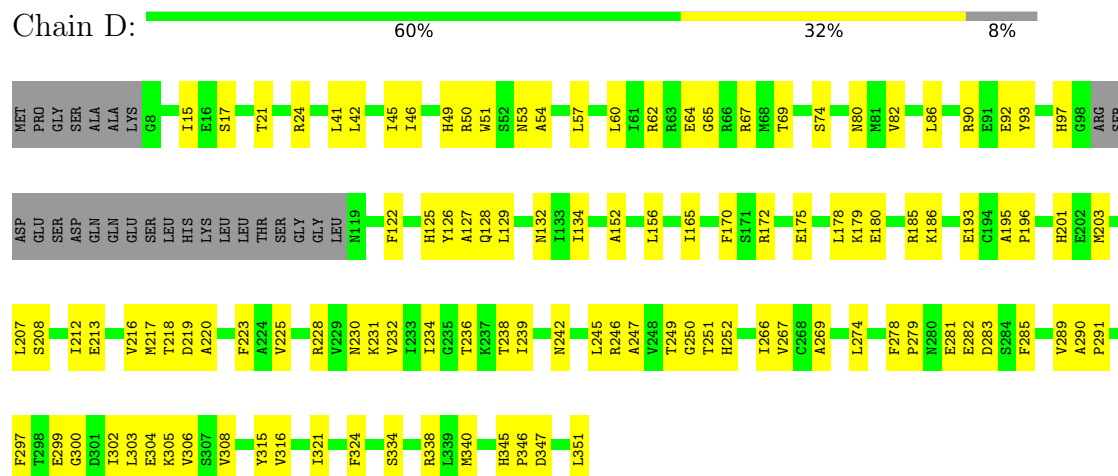 Chain D:
60% 32% 8%
MET PRO GLY SER ALA ALA LYS G8 I15 E16 S17 T21 R24 L41 L42 I45 I46 H49 R50 W51 S52 N53 A54 L57 L60 I61 R62 R63 E64 G65 R66 R67 M68 T69 S74 N80 M81 V82 L86 R90 E91 E92 Y93 H97 G98 ARG SER
ASP GLU SER ASP GLN GLN GLU SER LEU HIS LYS LEU LEU THR SER GLY GLY LEU N119 F122 H125 Y126 A127 Q128 L129 N132 I133 I134 A152 L156 I165 F170 S171 R172 E175 L178 K179 E180 R185 K186 E193 C194 A195 P196 H201 E202 M203
L207 S208 I212 E213 V216 M217 T218 D219 A220 F223 A224 V225 R228 V229 N230 K231 V232 I233 I234 G235 T236 K237 T238 I239 N242 L245 R246 A247 V248 T249 G250 T251 H252 I266 V267 C268 A269 L274 F278 P279 N280 E281 E282 D283 S284 F285 V289 A290 P291
F297 T298 E299 G300 D301 I302 L303 E304 K305 V306 S307 V308 Y315 V316 I321 F324 S334 R338 L339 M340 H345 P346 D347 L351